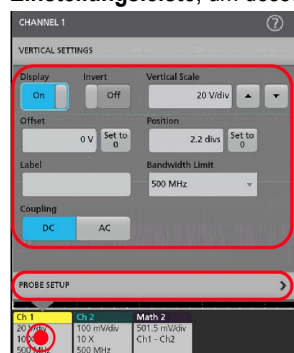 Einstellungsleiste, um dessen
CHANNEL 1 ?
VERTICAL SETTINGS
Display Invert Vertical Scale
On Off 20 V/div
Offset Position
0 V Set to 0 2.2 divs Set to 0
Label Bandwidth Limit
500 MHz
Coupling
DC AC
PROBE SETUP
Ch 1 Ch 2 Math 2
20 V/div 100 mV/div 501.5 mV/div
10 X Ch1 - Ch2
500 MHz 500 MHz